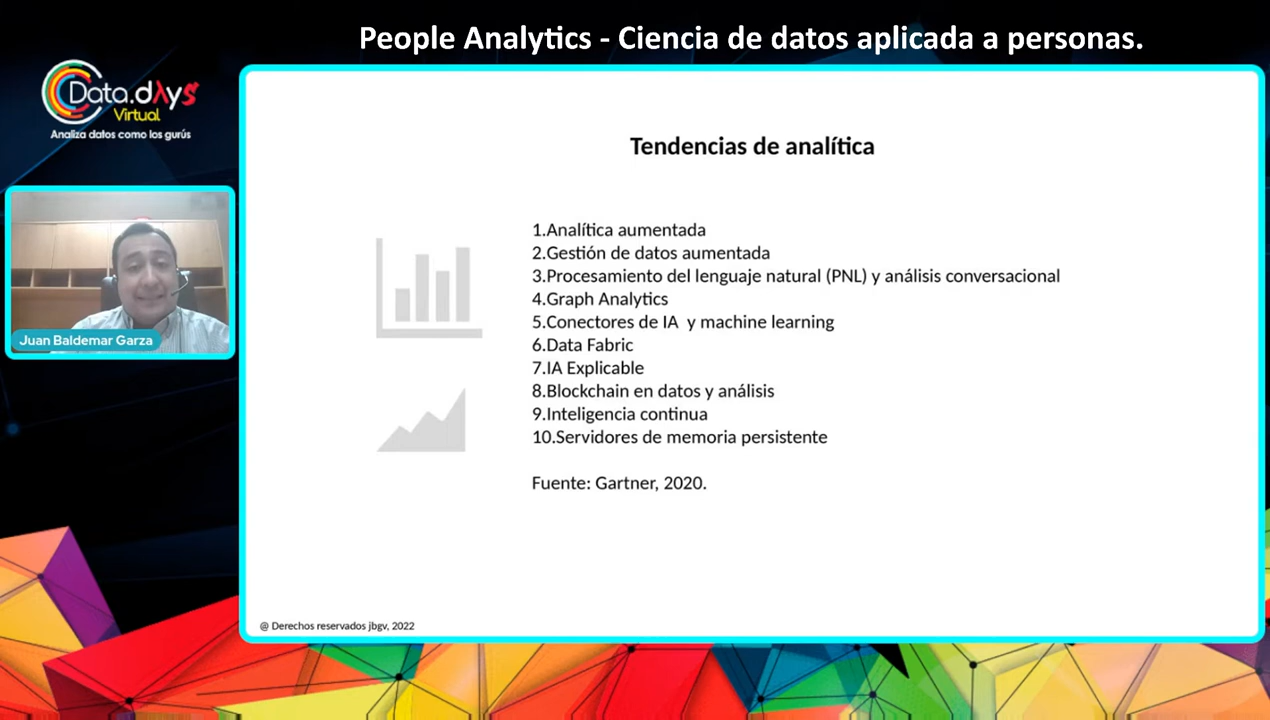 People Analytics - Ciencia de datos aplicada a personas.
Data.dλys
Virtual
Analiza datos como los gurús
Juan Baldemar Garza
Tendencias de analítica
1.Analítica aumentada
2.Gestión de datos aumentada
3.Procesamiento del lenguaje natural (PNL) y análisis conversacional
4.Graph Analytics
5.Conectores de IA  y machine learning
6.Data Fabric
7.IA Explicable
8.Blockchain en datos y análisis
9.Inteligencia continua
10.Servidores de memoria persistente
Fuente: Gartner, 2020.
@ Derechos reservados jbgv, 2022